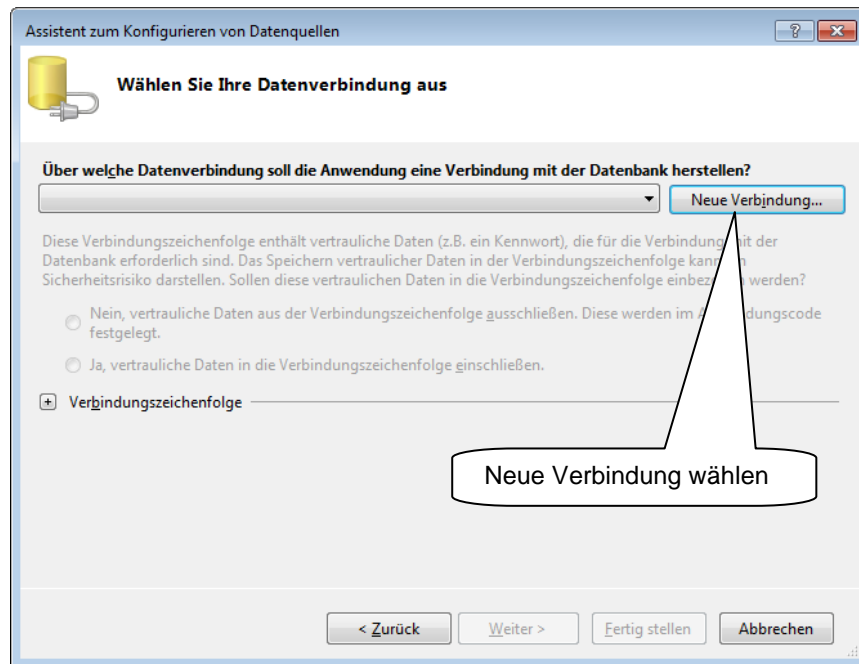 Assistent zum Konfigurieren von Datenquellen
Wählen Sie Ihre Datenverbindung aus
Über welche Datenverbindung soll die Anwendung eine Verbindung mit der Datenbank herstellen?
Neue Verbindung...
Diese Verbindungszeichenfolge enthält vertrauliche Daten (z.B. ein Kennwort), die für die Verbindung mit der
Datenbank erforderlich sind. Das Speichern vertraulicher Daten in der Verbindungszeichenfolge kann
Sicherheitsrisiko darstellen. Sollen diese vertraulichen Daten in die Verbindungszeichenfolge werden?
Nein, vertrauliche Daten aus der Verbindungszeichenfolge ausschließen. Diese werden im
festgelegt.
Ja, vertrauliche Daten in die Verbindungszeichenfolge einschließen.
Verbindungszeichenfolge
Neue Verbindung wählen
< Zurück
Weiter >
Fertig stellen
Abbrechen